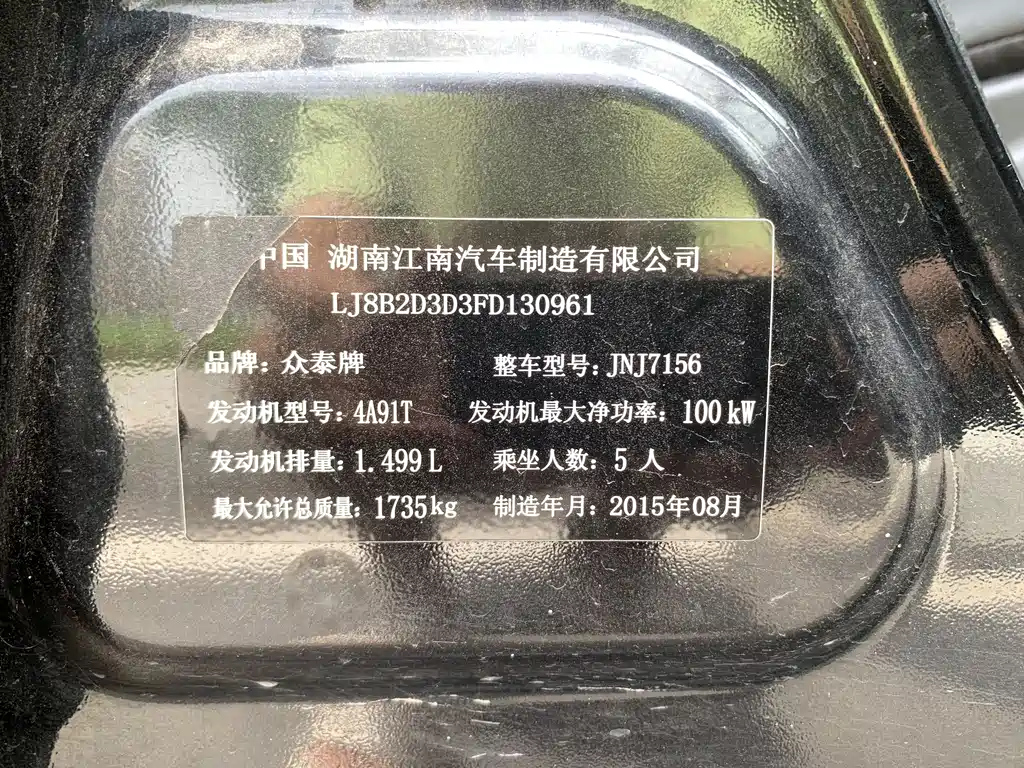 中国 湖南江南汽车制造有限公司
LJ8B2D3D3FD130961
品牌：众泰牌 整车型号：JNJ7156
发动机型号：4A91T 发动机最大净功率：100 kW
发动机排量：1.499 L 乘坐人数：5 人
最大允许总质量：1735kg 制造年月：2015年08月